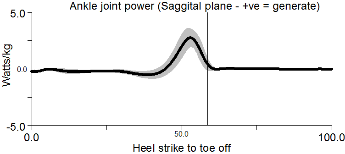 Ankle joint power (Saggital plane - +ve = generate)
5.0
Watts/kg
0.0
-5.0
0.0
50.0
100.0
Heel strike to toe off